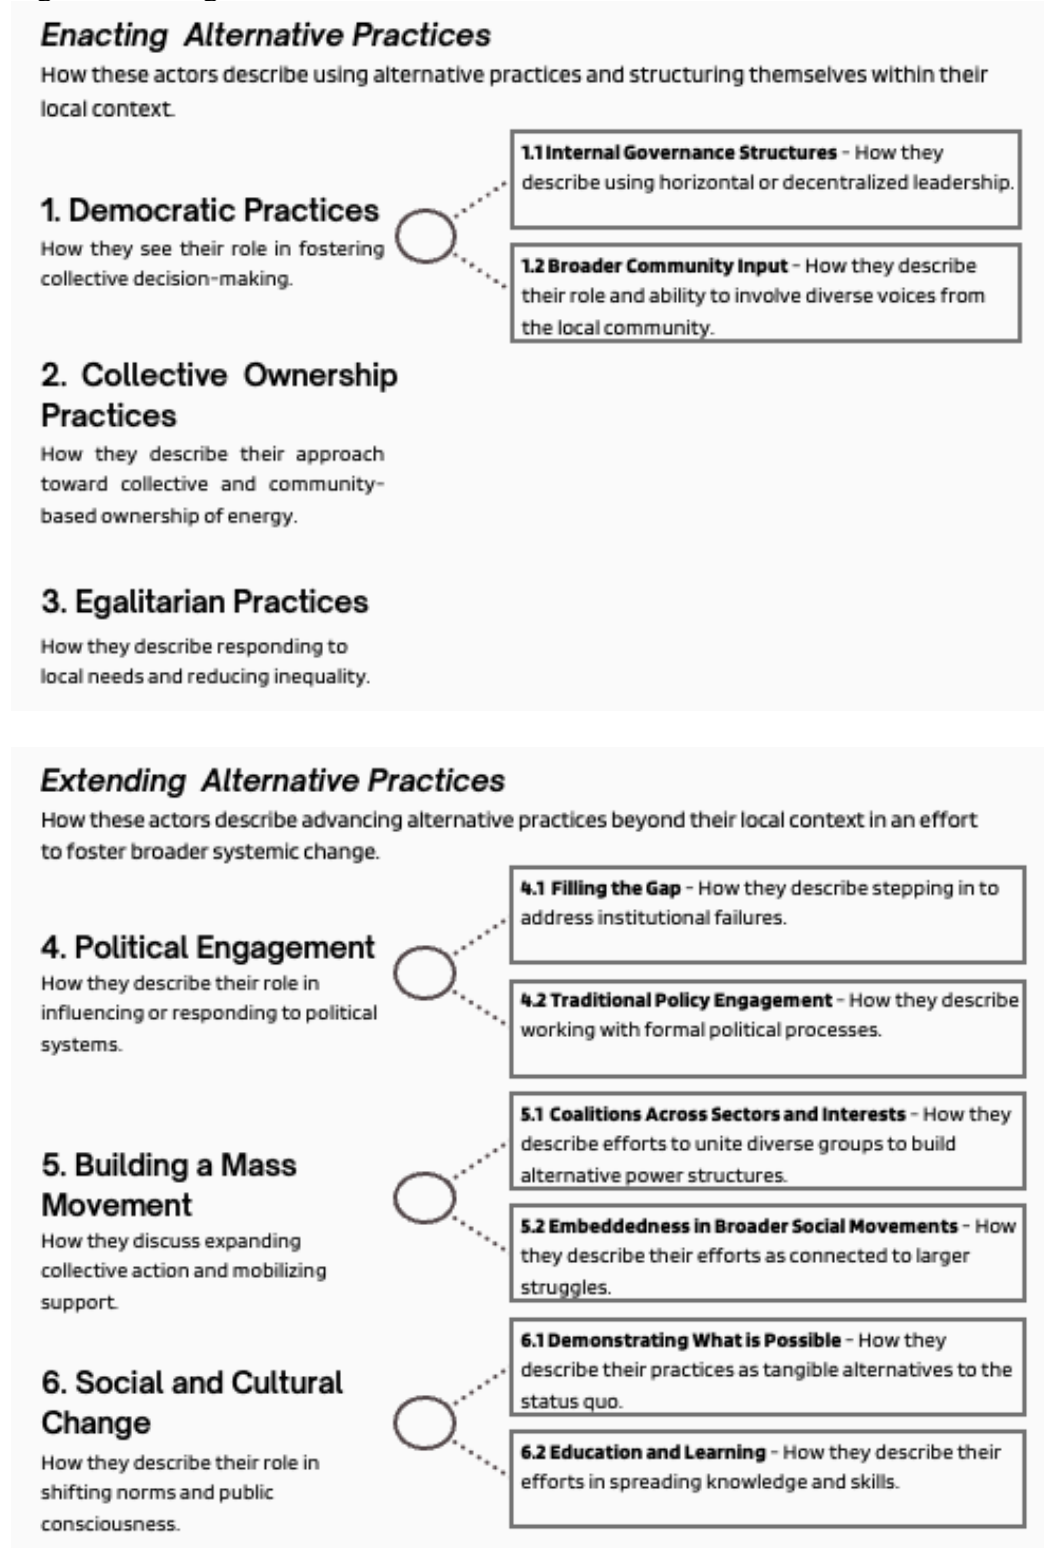 Enacting Alternative Practices
How these actors describe using alternative practices and structuring themselves within their
local context.
1. Democratic Practices
How they see their role in fostering
collective decision-making.
1.1 Internal Governance Structures - How they
describe using horizontal or decentralized leadership.
1.2 Broader Community Input - How they describe
their role and ability to involve diverse voices from
the local community.
2. Collective Ownership
Practices
How they describe their approach
toward collective and community-
based ownership of energy.
3. Egalitarian Practices
How they describe responding to
local needs and reducing inequality.
Extending Alternative Practices
How these actors describe advancing alternative practices beyond their local context in an effort
to foster broader systemic change.
4. Political Engagement
How they describe their role in
influencing or responding to political
systems.
4.1 Filling the Gap - How they describe stepping in to
address institutional failures.
4.2 Traditional Policy Engagement - How they describe
working with formal political processes.
5. Building a Mass
Movement
How they discuss expanding
collective action and mobilizing
support.
5.1 Coalitions Across Sectors and Interests - How they
describe efforts to unite diverse groups to build
alternative power structures.
5.2 Embeddedness in Broader Social Movements - How
they describe their efforts as connected to larger
struggles.
6. Social and Cultural
Change
How they describe their role in
shifting norms and public
consciousness.
6.1 Demonstrating What is Possible - How they
describe their practices as tangible alternatives to the
status quo.
6.2 Education and Learning - How they describe their
efforts in spreading knowledge and skills.